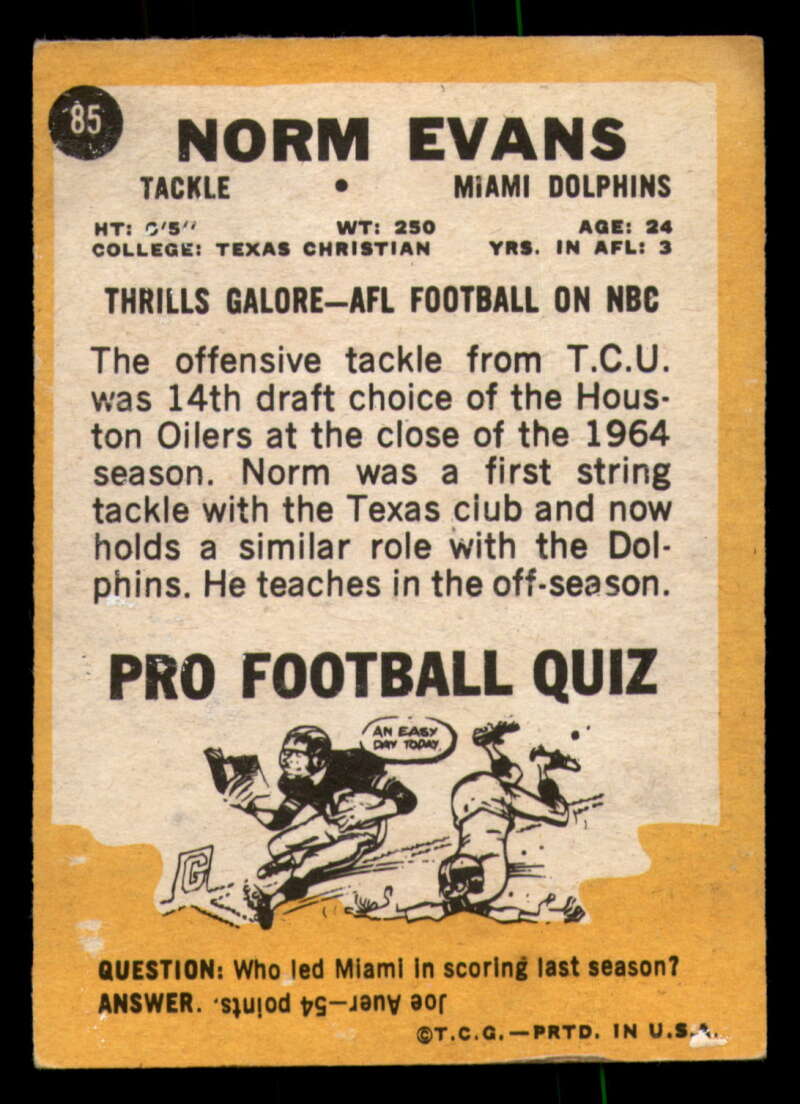 85
NORM EVANS
TACKLE • MIAMI DOLPHINS
HT: 6'5" WT: 250 AGE: 24
COLLEGE: TEXAS CHRISTIAN YRS. IN AFL: 3
THRILLS GALORE—AFL FOOTBALL ON NBC
The offensive tackle from T.C.U.
was 14th draft choice of the Hous-
ton Oilers at the close of the 1964
season. Norm was a first string
tackle with the Texas club and now
holds a similar role with the Dol-
phins. He teaches in the off-season.
PRO FOOTBALL QUIZ
AN EASY
DAY TODAY
G
QUESTION: Who led Miami in scoring last season?
ANSWER. Joe Auer—54 points.
©T.C.G.—PRTD. IN U.S.A.